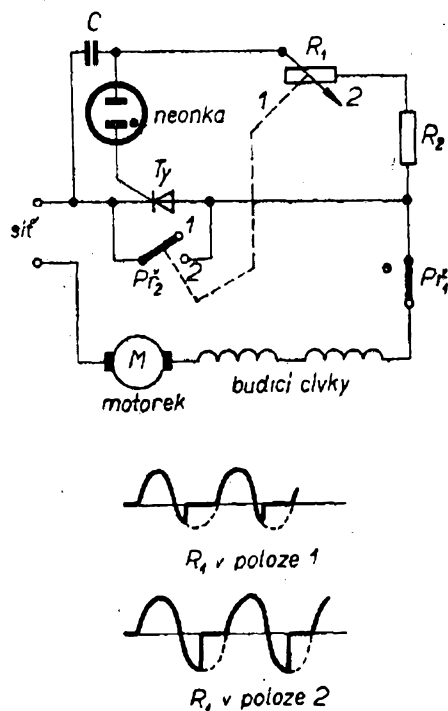 C
R₁
1
2
neonka
R₂
Ty
1
síť
Př₂
2
Př₁
M
motorek
budicí cívky
R₁ v poloze 1
R₁ v poloze 2